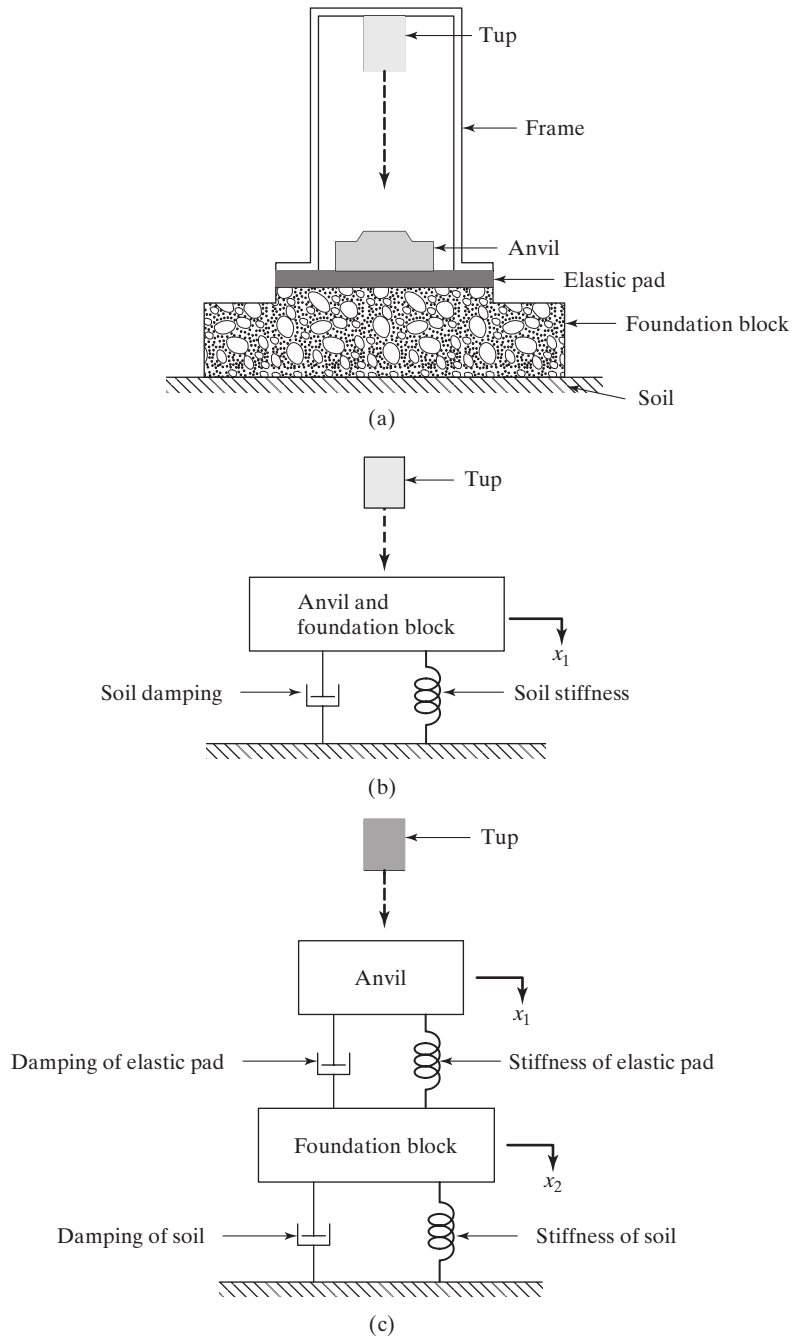 Tup
Frame
Anvil
Elastic pad
Foundation block
Soil
(a)
Tup
Anvil and
foundation block
x1
Soil damping
Soil stiffness
(b)
Tup
Anvil
x1
Damping of elastic pad
Stiffness of elastic pad
Foundation block
x2
Damping of soil
Stiffness of soil
(c)